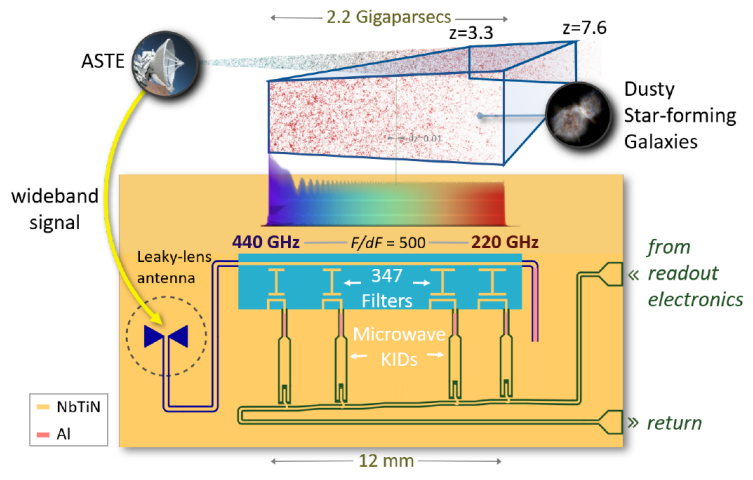 2.2 Gigaparsecs
z=3.3
z=7.6
ASTE
Dusty
Star-forming
Galaxies
wideband
signal
440 GHz
F/dF = 500
220 GHz
Leaky-lens
antenna
347
Filters
from
readout
electronics
Microwave
KIDs
NbTiN
Al
return
12 mm